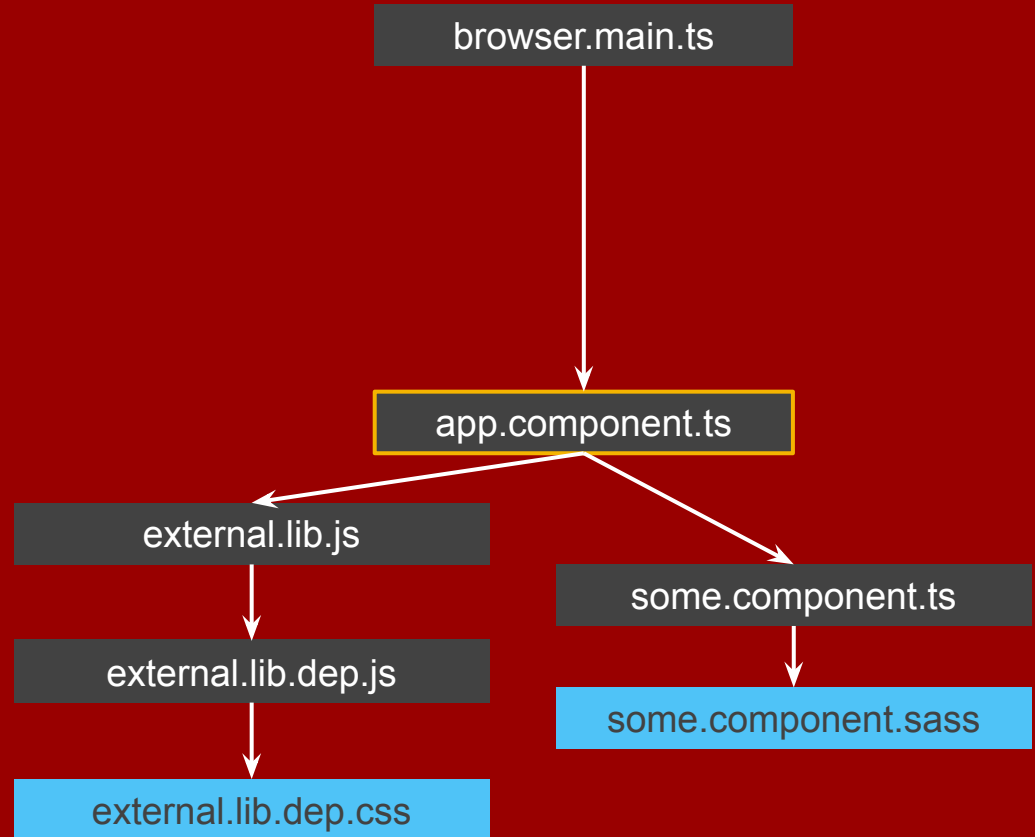 browser.main.ts
app.component.ts
external.lib.js
some.component.ts
external.lib.dep.js
some.component.sass
external.lib.dep.css